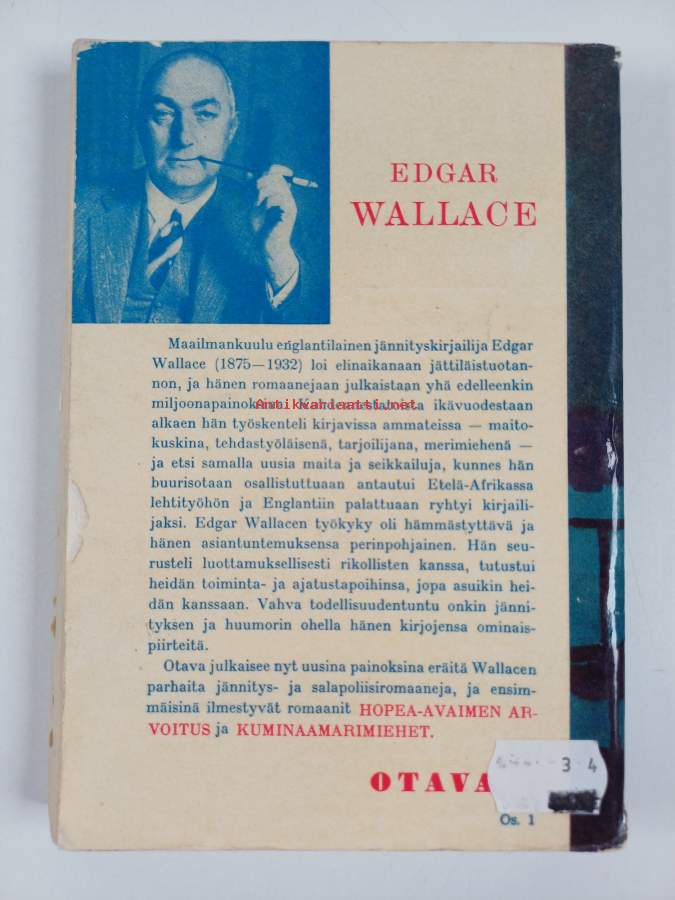 EDGAR
WALLACE
Maailmankuulu englantilainen jännityskirjailija Edgar
Wallace (1875—1932) loi elinaikanaan jättiläistuotan-
non, ja hänen romaanejaan julkaistaan yhä edelleenkin
miljoonapainoksina. Kahdennestatoista ikävuodestaan
Antikvariaatti.net
alkaen hän työskenteli kirjavissa ammateissa — maito-
kuskina, tehdastyöläisenä, tarjoilijana, merimiehenä —
ja etsi samalla uusia maita ja seikkailuja, kunnes hän
buurisotaan osallistuttuaan antautui Etelä-Afrikassa
lehtityöhön ja Englantiin palattuaan ryhtyi kirjaili-
jaksi. Edgar Wallacen työkyky oli hämmästyttävä ja
hänen asiantuntemuksensa perinpohjainen. Hän seu-
rusteli luottamuksellisesti rikollisten kanssa, tutustui
heidän toiminta- ja ajatustapoihinsa, jopa asuikin hei-
dän kanssaan. Vahva todellisuudentuntu onkin jänni-
tyksen ja huumorin ohella hänen kirjojensa ominais-
piirteitä.
Otava julkaisee nyt uusina painoksina eräitä Wallacen
parhaita jännitys- ja salapoliisiromaaneja, ja ensim-
mäisinä ilmestyvät romaanit HOPEA-AVAIMEN AR-
VOITUS ja KUMINAAMARIMIEHET.
3 4
OTAVA
Os. 1